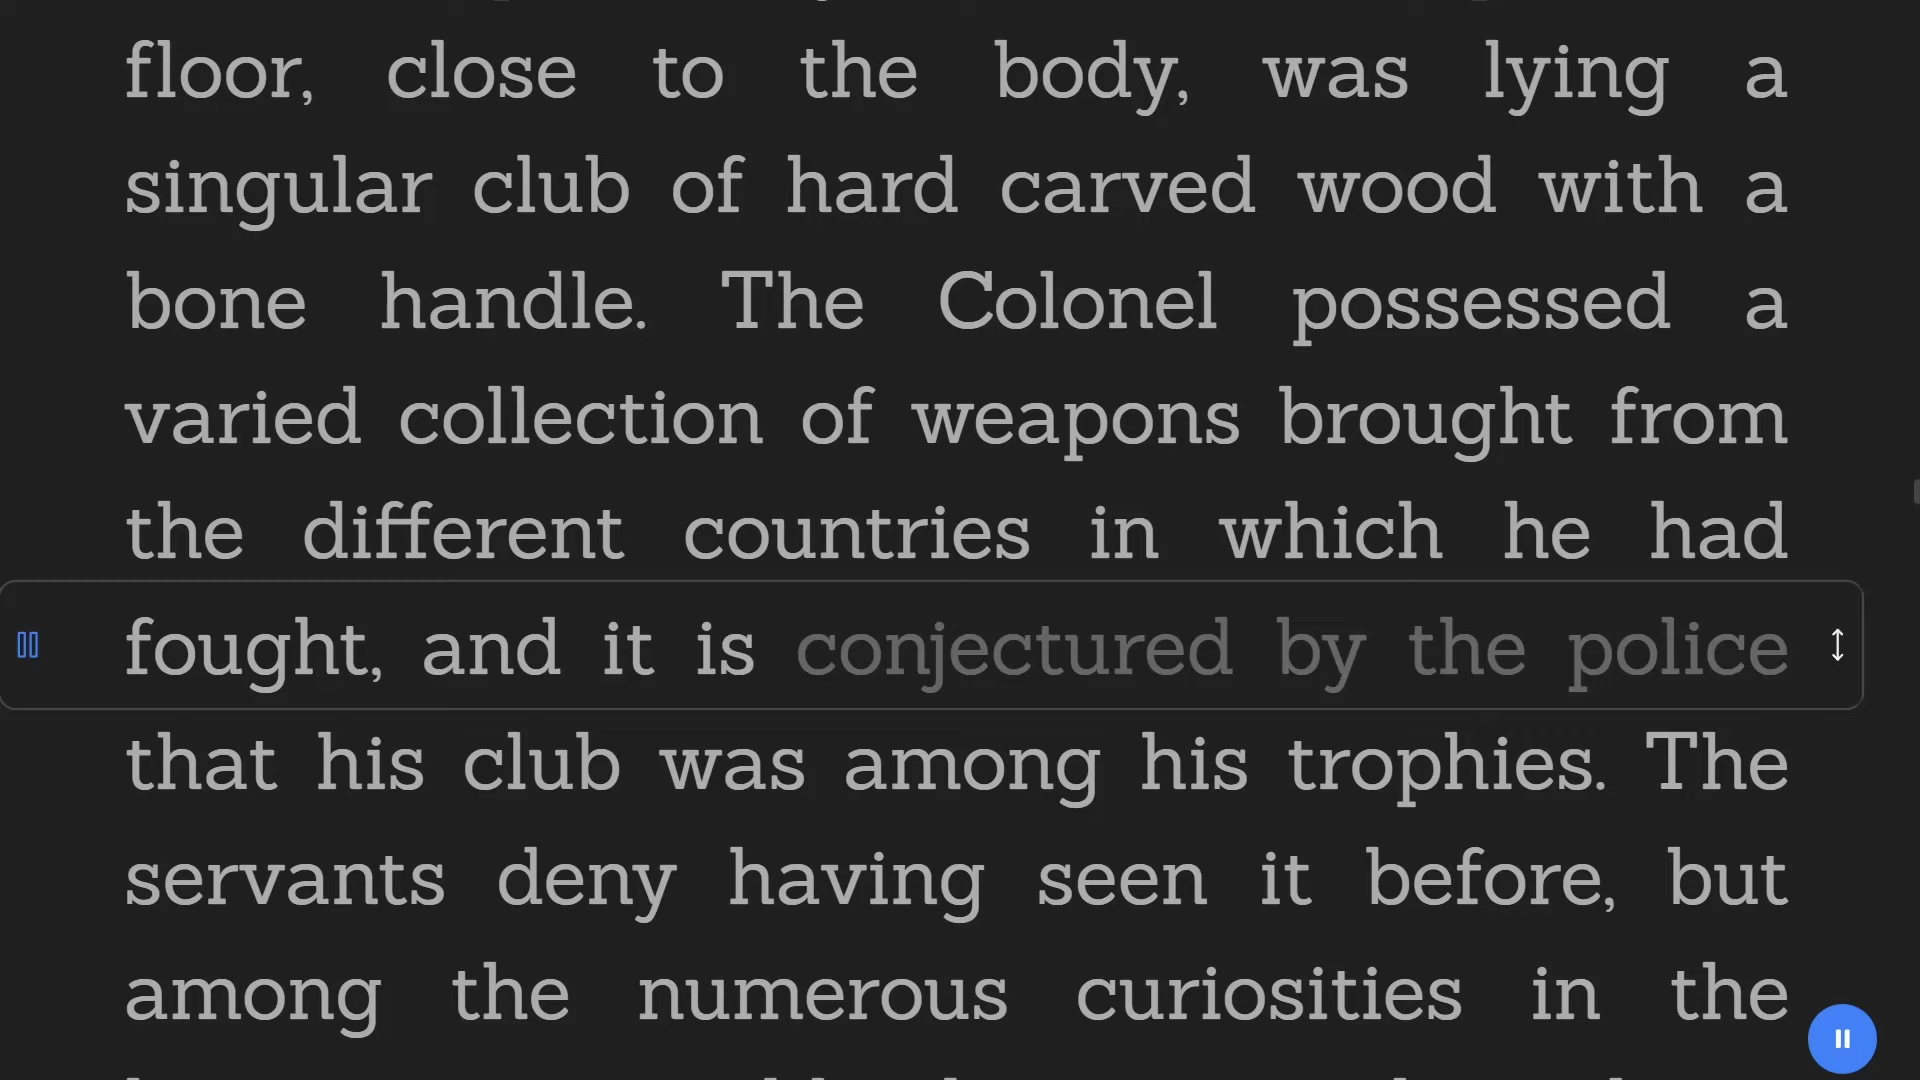 floor, close to the body, was lying a
singular club of hard carved wood with a
bone handle. The Colonel possessed a
varied collection of weapons brought from
the different countries in which he had
fought, and it is conjectured by the police
that his club was among his trophies. The
servants deny having seen it before, but
among the numerous curiosities in the